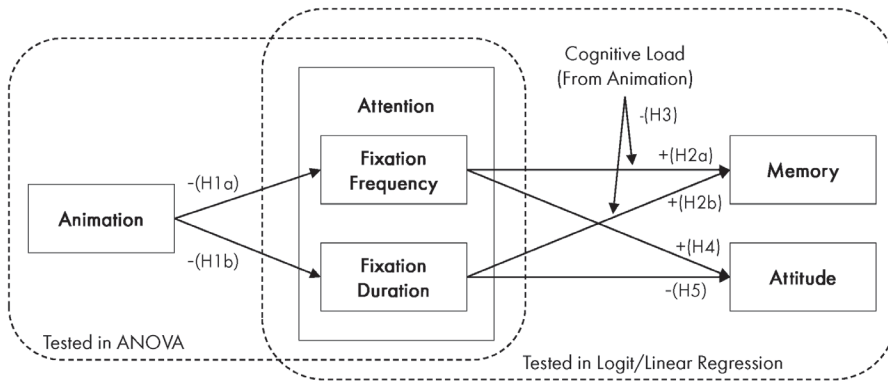 Cognitive Load
(From Animation)
Attention
-(H3)
Fixation
Frequency
+(H2a)
Memory
-(H1a)
Animation
+(H2b)
-(H1b)
Fixation
Duration
+(H4)
-(H5)
Attitude
Tested in ANOVA
Tested in Logit/Linear Regression